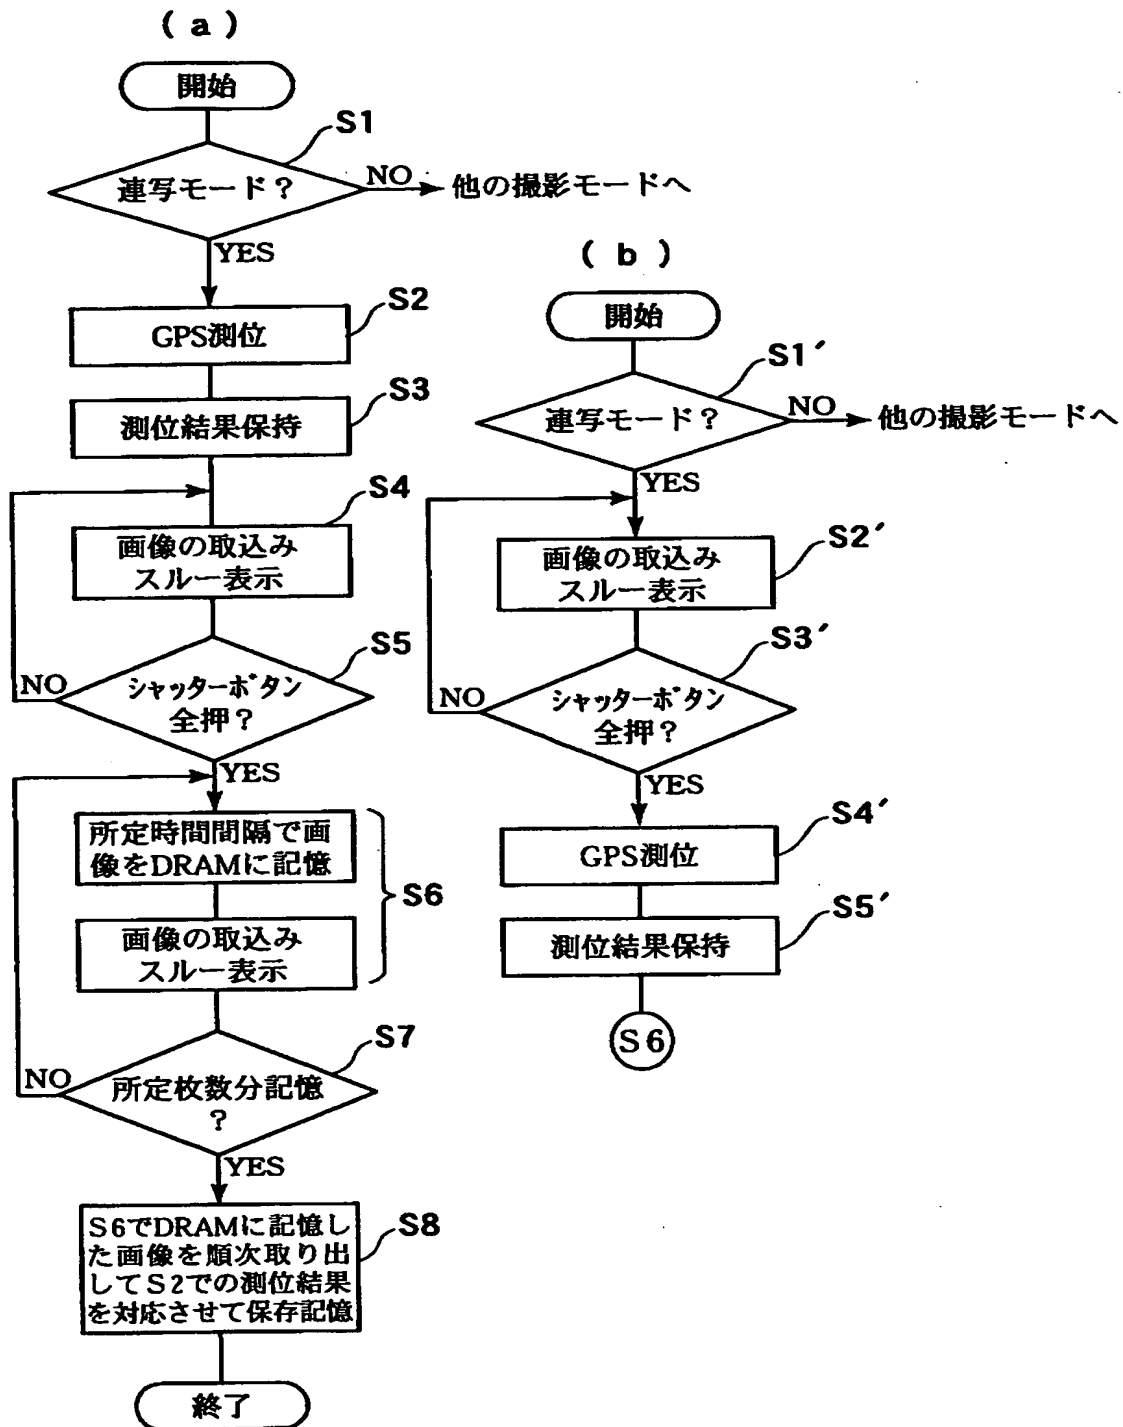 (a)
開始
S1
連写モード?
NO
他の撮影モードへ
YES
S2
GPS測位
S3
測位結果保持
S4
画像の取込み
スルー表示
S5
シャッターボタン
全押?
NO
YES
所定時間間隔で画
像をDRAMに記憶
S6
画像の取込み
スルー表示
S7
所定枚数分記憶
?
NO
YES
S8
S6でDRAMに記憶し
た画像を順次取り出
してS2での測位結果
を対応させて保存記憶
終了
(b)
開始
S1′
連写モード?
NO
他の撮影モードへ
YES
S2′
画像の取込み
スルー表示
S3′
シャッターボタン
全押?
NO
YES
S4′
GPS測位
S5′
測位結果保持
S6